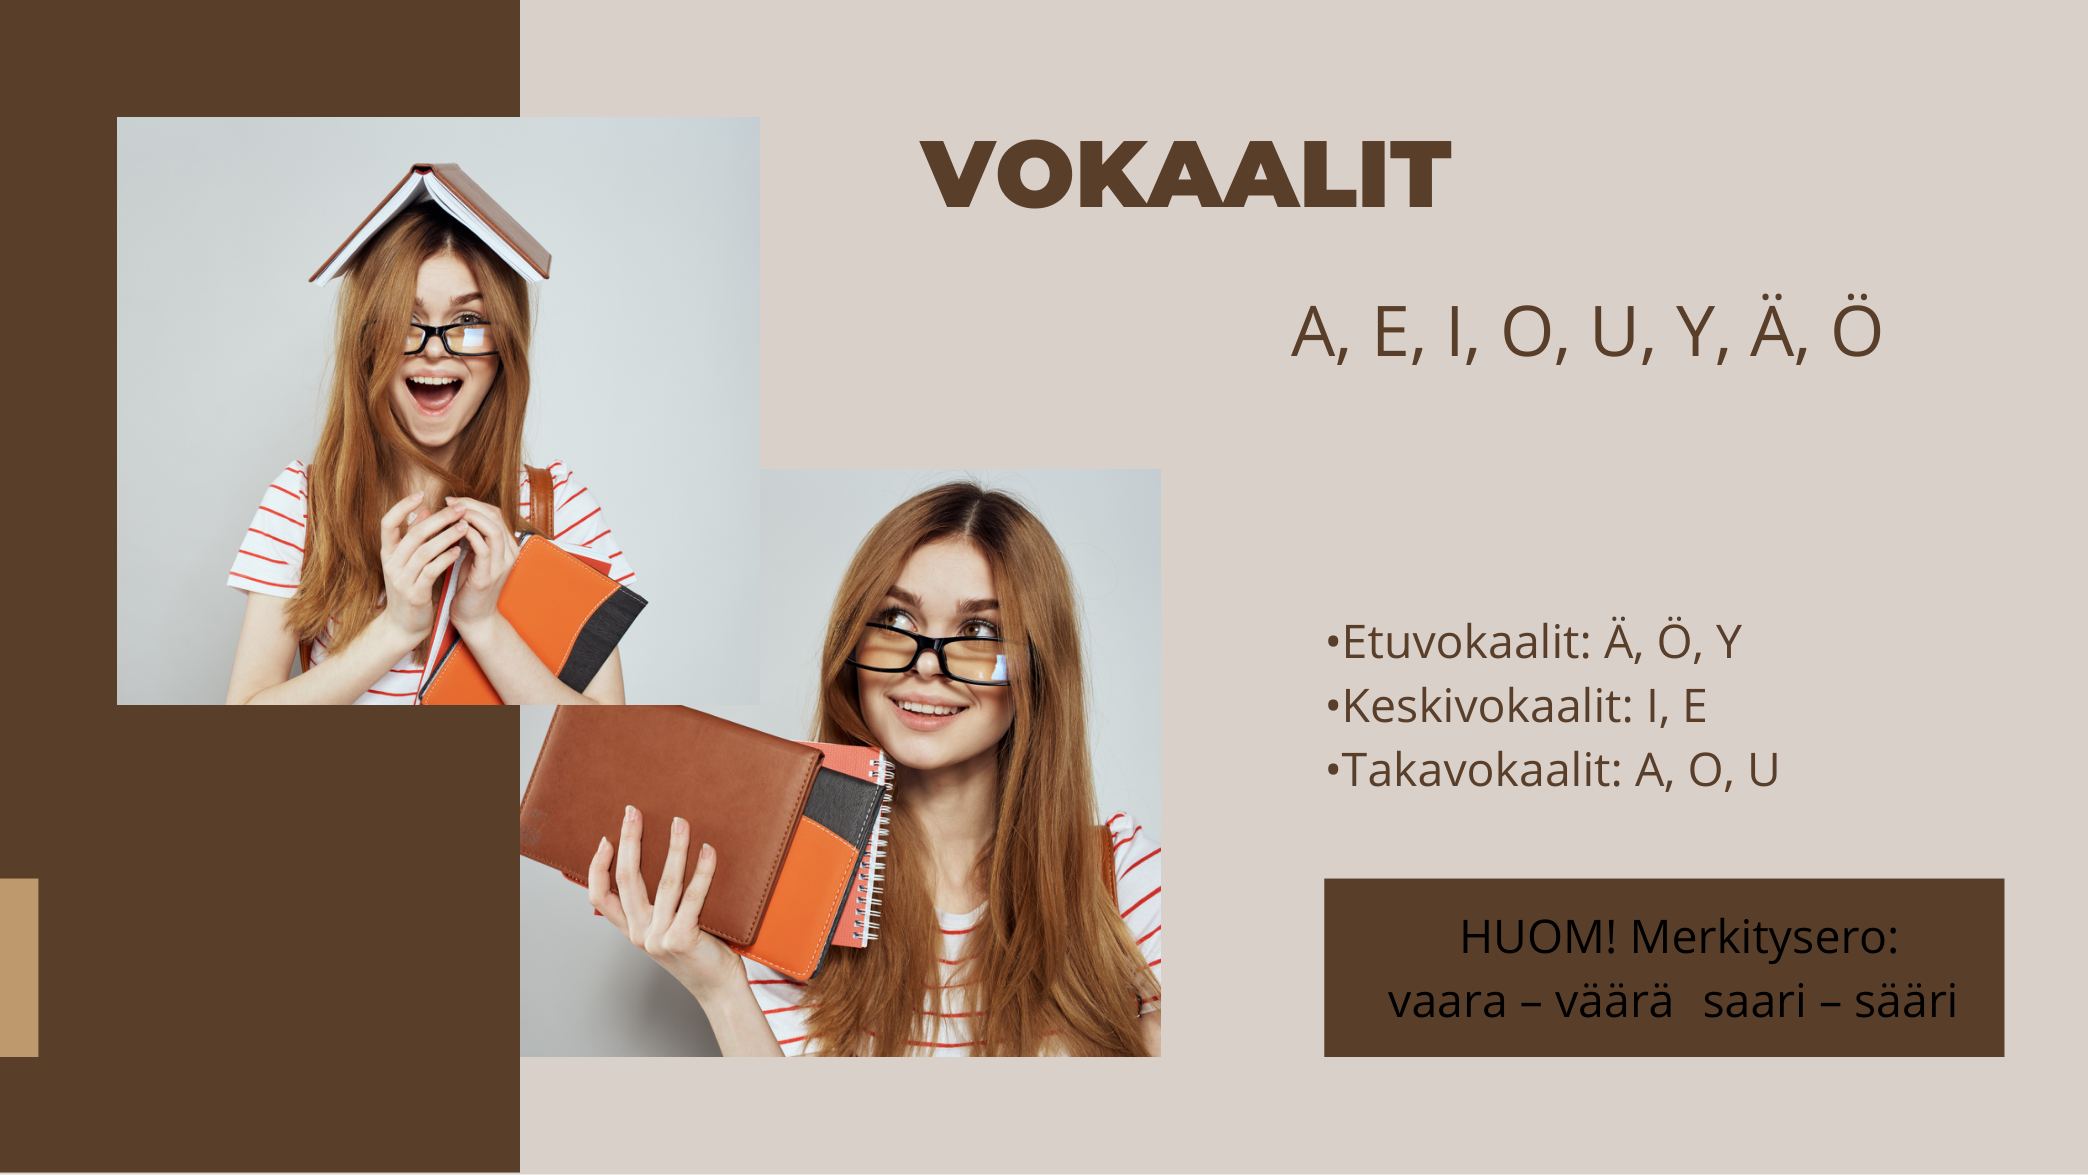 VOKAALIT
A, E, I, O, U, Y, Ä, Ö
•Etuvokaalit: Ä, Ö, Y
•Keskivokaalit: I, E
•Takavokaalit: A, O, U
HUOM! Merkitysero:
vaara – väärä  saari – sääri